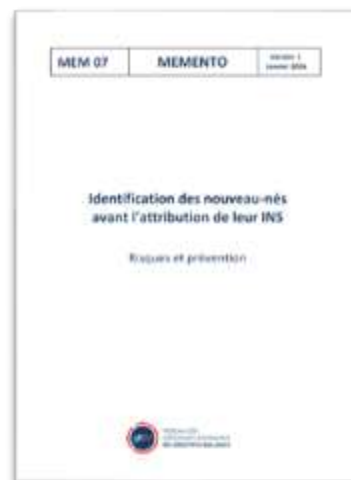 MEM 07
MEMENTO
Identification des nouveau-nés
avant l'attribution de leur INS
Risques et prévention